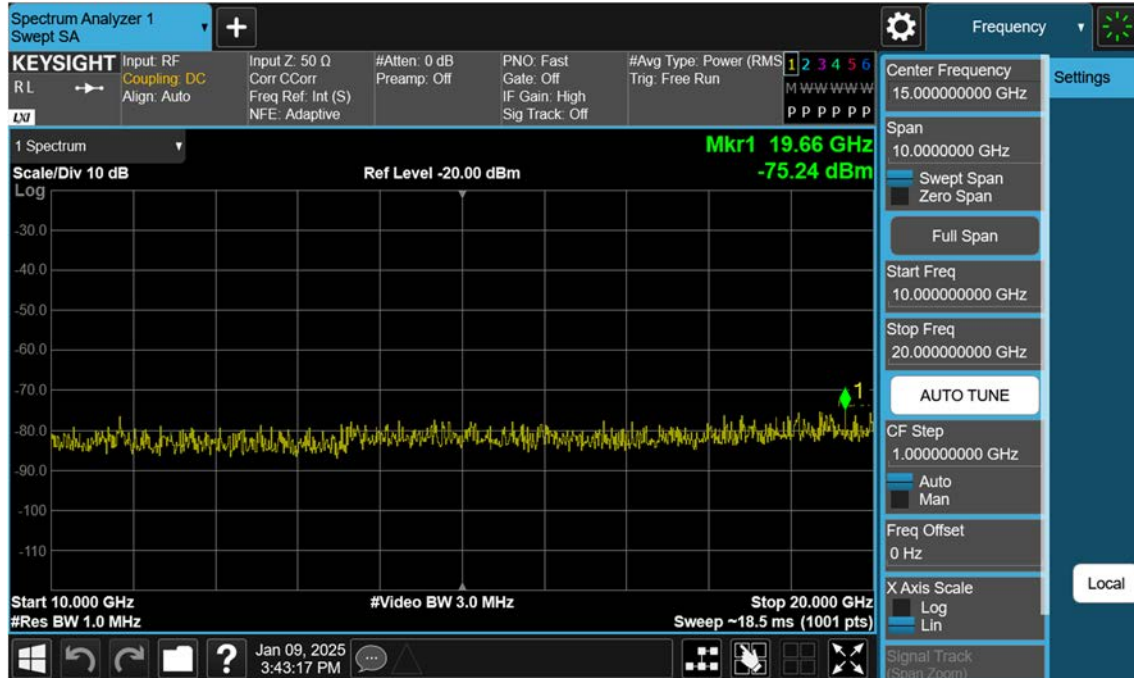 Spectrum Analyzer 1
Swept SA
Frequency
KEYSIGHT
RL
LXI
Input: RF
Coupling: DC
Align: Auto
Input Z: 50 Ω
Corr CCorr
Freq Ref: Int (S)
NFE: Adaptive
#Atten: 0 dB
Preamp: Off
PNO: Fast
Gate: Off
IF Gain: High
Sig Track: Off
#Avg Type: Power (RMS
Trig: Free Run
1 2 3 4 5 6
M W W W W W
P P P P P P
1 Spectrum
Mkr1 19.66 GHz
-75.24 dBm
Scale/Div 10 dB
Ref Level -20.00 dBm
Log
-30.0
-40.0
-50.0
-60.0
-70.0
-80.0
-90.0
-100
-110
1
Start 10.000 GHz
#Video BW 3.0 MHz
Stop 20.000 GHz
#Res BW 1.0 MHz
Sweep ~18.5 ms (1001 pts)
Center Frequency
15.000000000 GHz
Settings
Span
10.0000000 GHz
Swept Span
Zero Span
Full Span
Start Freq
10.000000000 GHz
Stop Freq
20.000000000 GHz
AUTO TUNE
CF Step
1.000000000 GHz
Auto
Man
Freq Offset
0 Hz
X Axis Scale
Log
Lin
Local
Signal Track
(Span Zoom)
?
Jan 09, 2025
3:43:17 PM